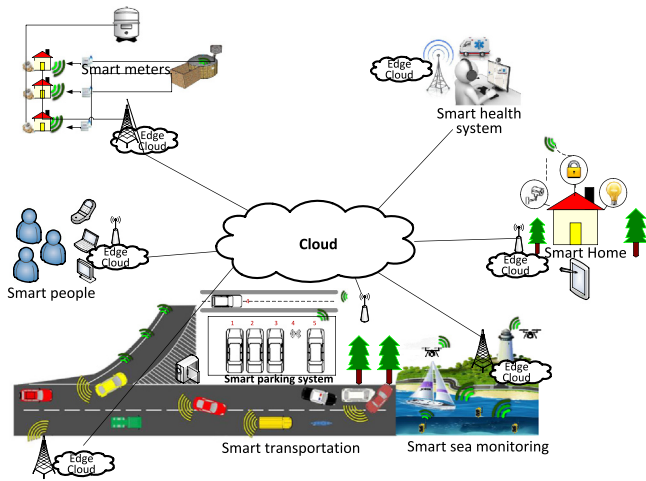 Smart meters
Edge
Cloud
Edge
Cloud
Smart health
system
Cloud
Edge
Cloud
Smart people
Edge
Cloud
Smart Home
1
2
3
4
5
4
Smart parking system
Edge
Cloud
Smart transportation
Smart sea monitoring
Edge
Cloud